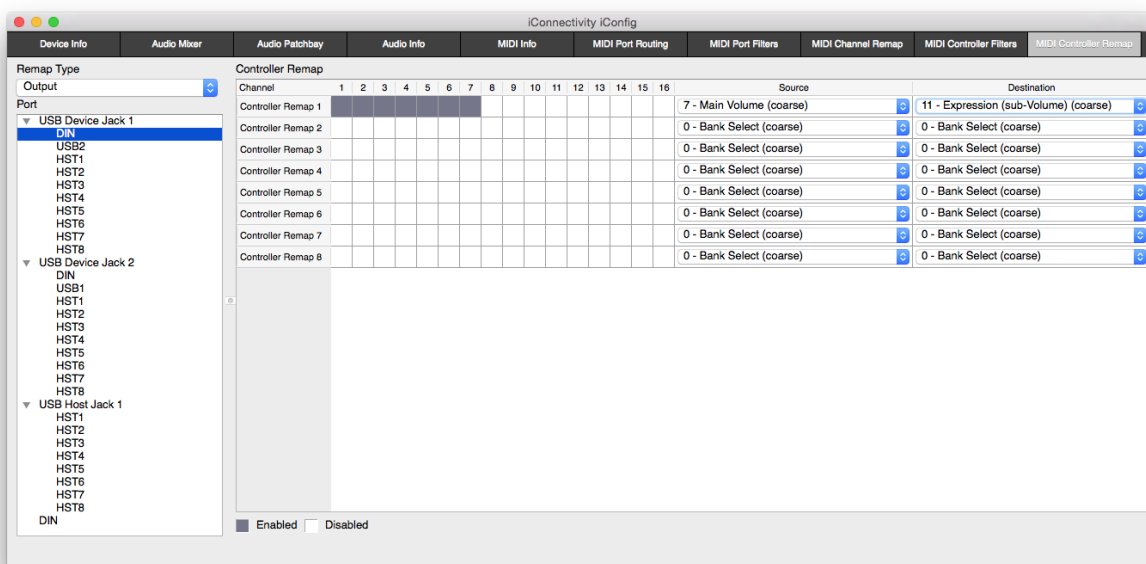 iConnectivity iConfig
Device Info Audio Mixer Audio Patchbay Audio Info MIDI Info MIDI Port Routing MIDI Port Filters MIDI Channel Remap MIDI Controller Filters MIDI Controller Remap
Remap Type
Output
Port
USB Device Jack 1
DIN
USB2
HST1
HST2
HST3
HST4
HST5
HST6
HST7
HST8
USB Device Jack 2
DIN
USB1
HST1
HST2
HST3
HST4
HST5
HST6
HST7
HST8
USB Host Jack 1
HST1
HST2
HST3
HST4
HST5
HST6
HST7
HST8
DIN
Controller Remap
Channel 1 2 3 4 5 6 7 8 9 10 11 12 13 14 15 16 Source Destination
Controller Remap 1 7 - Main Volume (coarse) 11 - Expression (sub-Volume) (coarse)
Controller Remap 2 0 - Bank Select (coarse) 0 - Bank Select (coarse)
Controller Remap 3 0 - Bank Select (coarse) 0 - Bank Select (coarse)
Controller Remap 4 0 - Bank Select (coarse) 0 - Bank Select (coarse)
Controller Remap 5 0 - Bank Select (coarse) 0 - Bank Select (coarse)
Controller Remap 6 0 - Bank Select (coarse) 0 - Bank Select (coarse)
Controller Remap 7 0 - Bank Select (coarse) 0 - Bank Select (coarse)
Controller Remap 8 0 - Bank Select (coarse) 0 - Bank Select (coarse)
Enabled Disabled